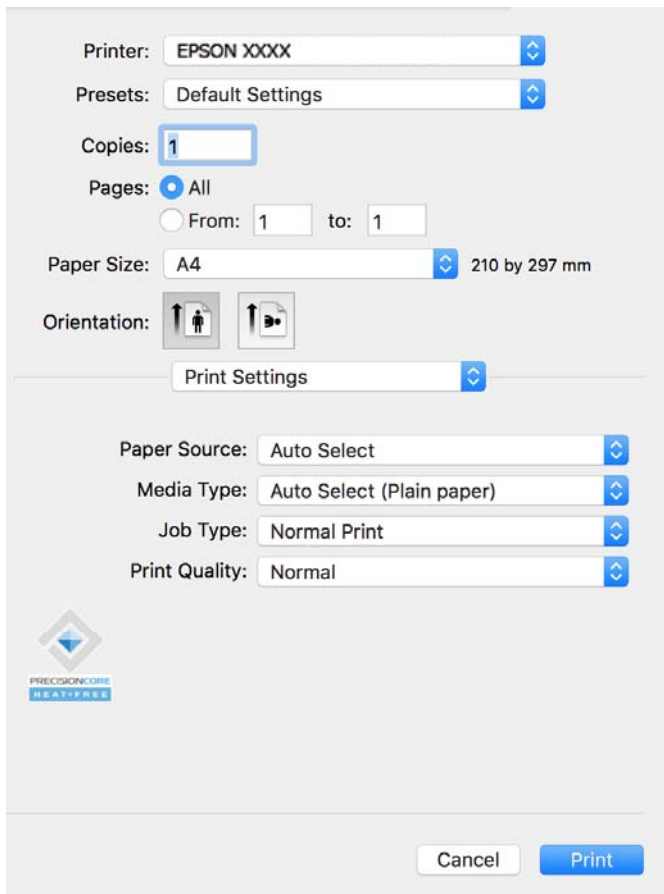 Printer: EPSON XXXX
Presets: Default Settings
Copies: 1
Pages: All
From: 1 to: 1
Paper Size: A4 210 by 297 mm
Orientation:
Print Settings
Paper Source: Auto Select
Media Type: Auto Select (Plain paper)
Job Type: Normal Print
Print Quality: Normal
PRECISIONCORE
HEAT-FREE
Cancel Print